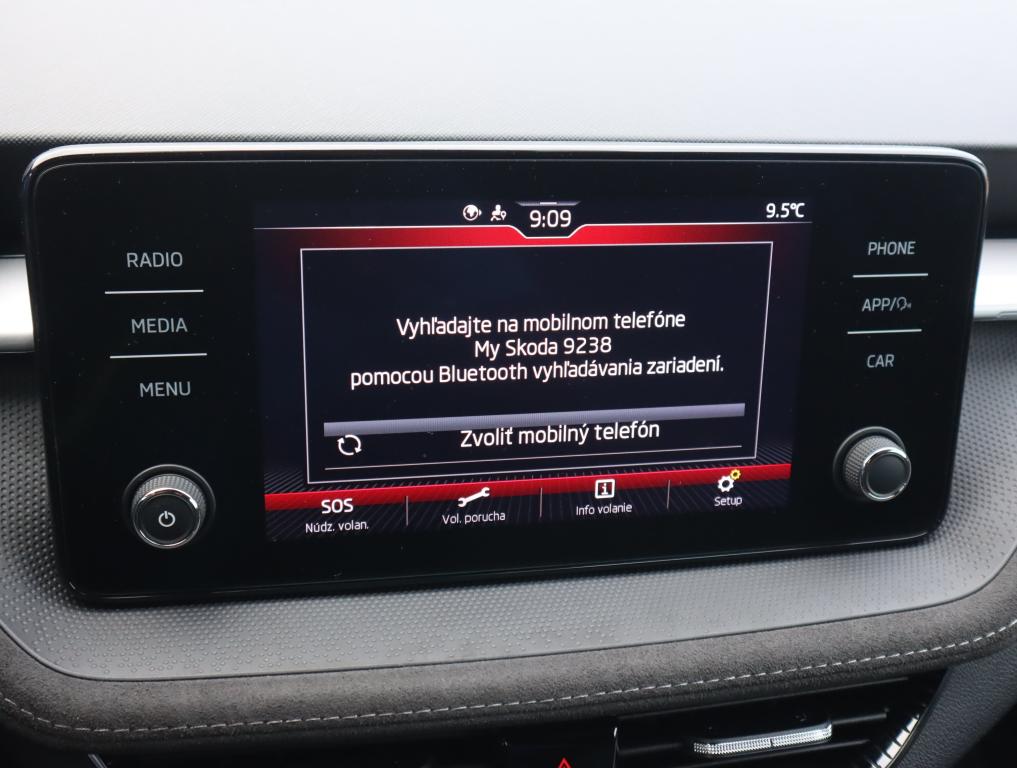 9:09
9.5°C
RADIO
MEDIA
MENU
Vyhľadajte na mobilnom telefóne
My Skoda 9238
pomocou Bluetooth vyhľadávania zariadení.
Zvoliť mobilný telefón
SOS
Núdz. volan.
Vol. porucha
Info volanie
Setup
PHONE
APP/
CAR